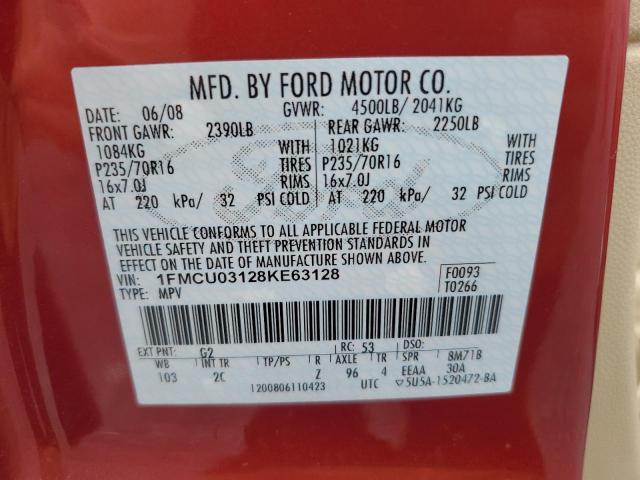 MFD. BY FORD MOTOR CO.
DATE: 06/08 GVWR: 4500LB/ 2041KG
FRONT GAWR: 2390LB REAR GAWR: 2250LB
1084KG WITH 1021KG WITH
P235/70R16 TIRES P235/70R16 TIRES
16x7.0J RIMS 16x7.0J RIMS
AT 220 kPa/ 32 PSI COLD AT 220 kPa/ 32 PSI COLD
Ford
THIS VEHICLE CONFORMS TO ALL APPLICABLE FEDERAL MOTOR
VEHICLE SAFETY AND THEFT PREVENTION STANDARDS IN
EFFECT ON THE DATE OF MANUFACTURE SHOWN ABOVE.
VIN: 1FMCU03128KE63128 F0093
TYPE: MPV T0266
EXT PNT: G2 RC: 53 DSO:
WB INT TR TP/PS R AXLE TR SPR BM71B
103 2C Z 96 4 EEAA 30A
1200806110423 UTC ▽5U5A-1520472-BA